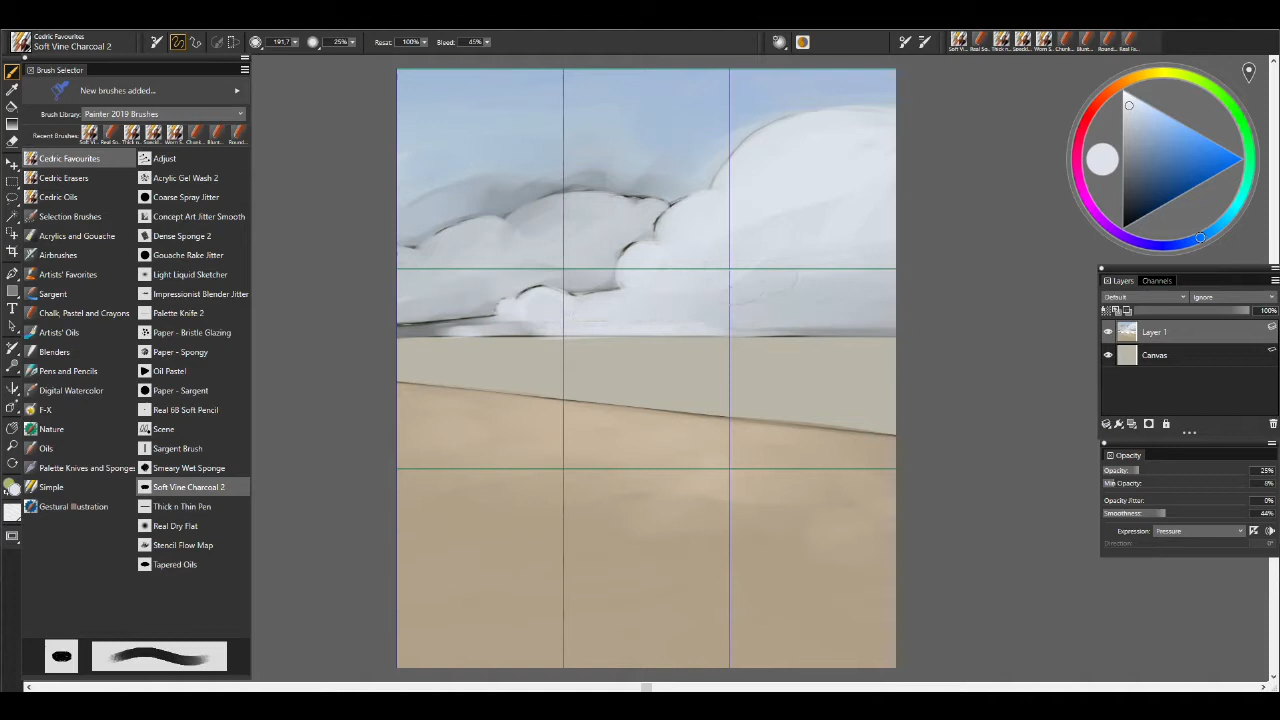 Cedric Favourites
Soft Vine Charcoal 2
191,7
25%
Resat: 100%
Bleed: 45%
Brush Selector
New brushes added...
Brush Library: Painter 2019 Brushes
Recent Brushes:
Cedric Favourites
Cedric Erasers
Cedric Oils
Selection Brushes
Acrylics and Gouache
Airbrushes
Artists' Favorites
Sargent
Chalk, Pastel and Crayons
Artists' Oils
Blenders
Pens and Pencils
Digital Watercolor
F-X
Nature
Oils
Palette Knives and Sponges
Simple
Gestural Illustration
Adjust
Acrylic Gel Wash 2
Coarse Spray Jitter
Concept Art Jitter Smooth
Dense Sponge 2
Gouache Rake Jitter
Light Liquid Sketcher
Impressionist Blender Jitter
Palette Knife 2
Paper - Bristle Glazing
Paper - Spongy
Oil Pastel
Paper - Sargent
Real 6B Soft Pencil
Scene
Sargent Brush
Smeary Wet Sponge
Soft Vine Charcoal 2
Thick n Thin Pen
Real Dry Flat
Stencil Flow Map
Tapered Oils
Layers Channels
Default Ignore
100%
Layer 1
Canvas
Opacity
Opacity: 25%
Min Opacity: 8%
Opacity Jitter: 0%
Smoothness: 44%
Expression: Pressure
Direction: 0°